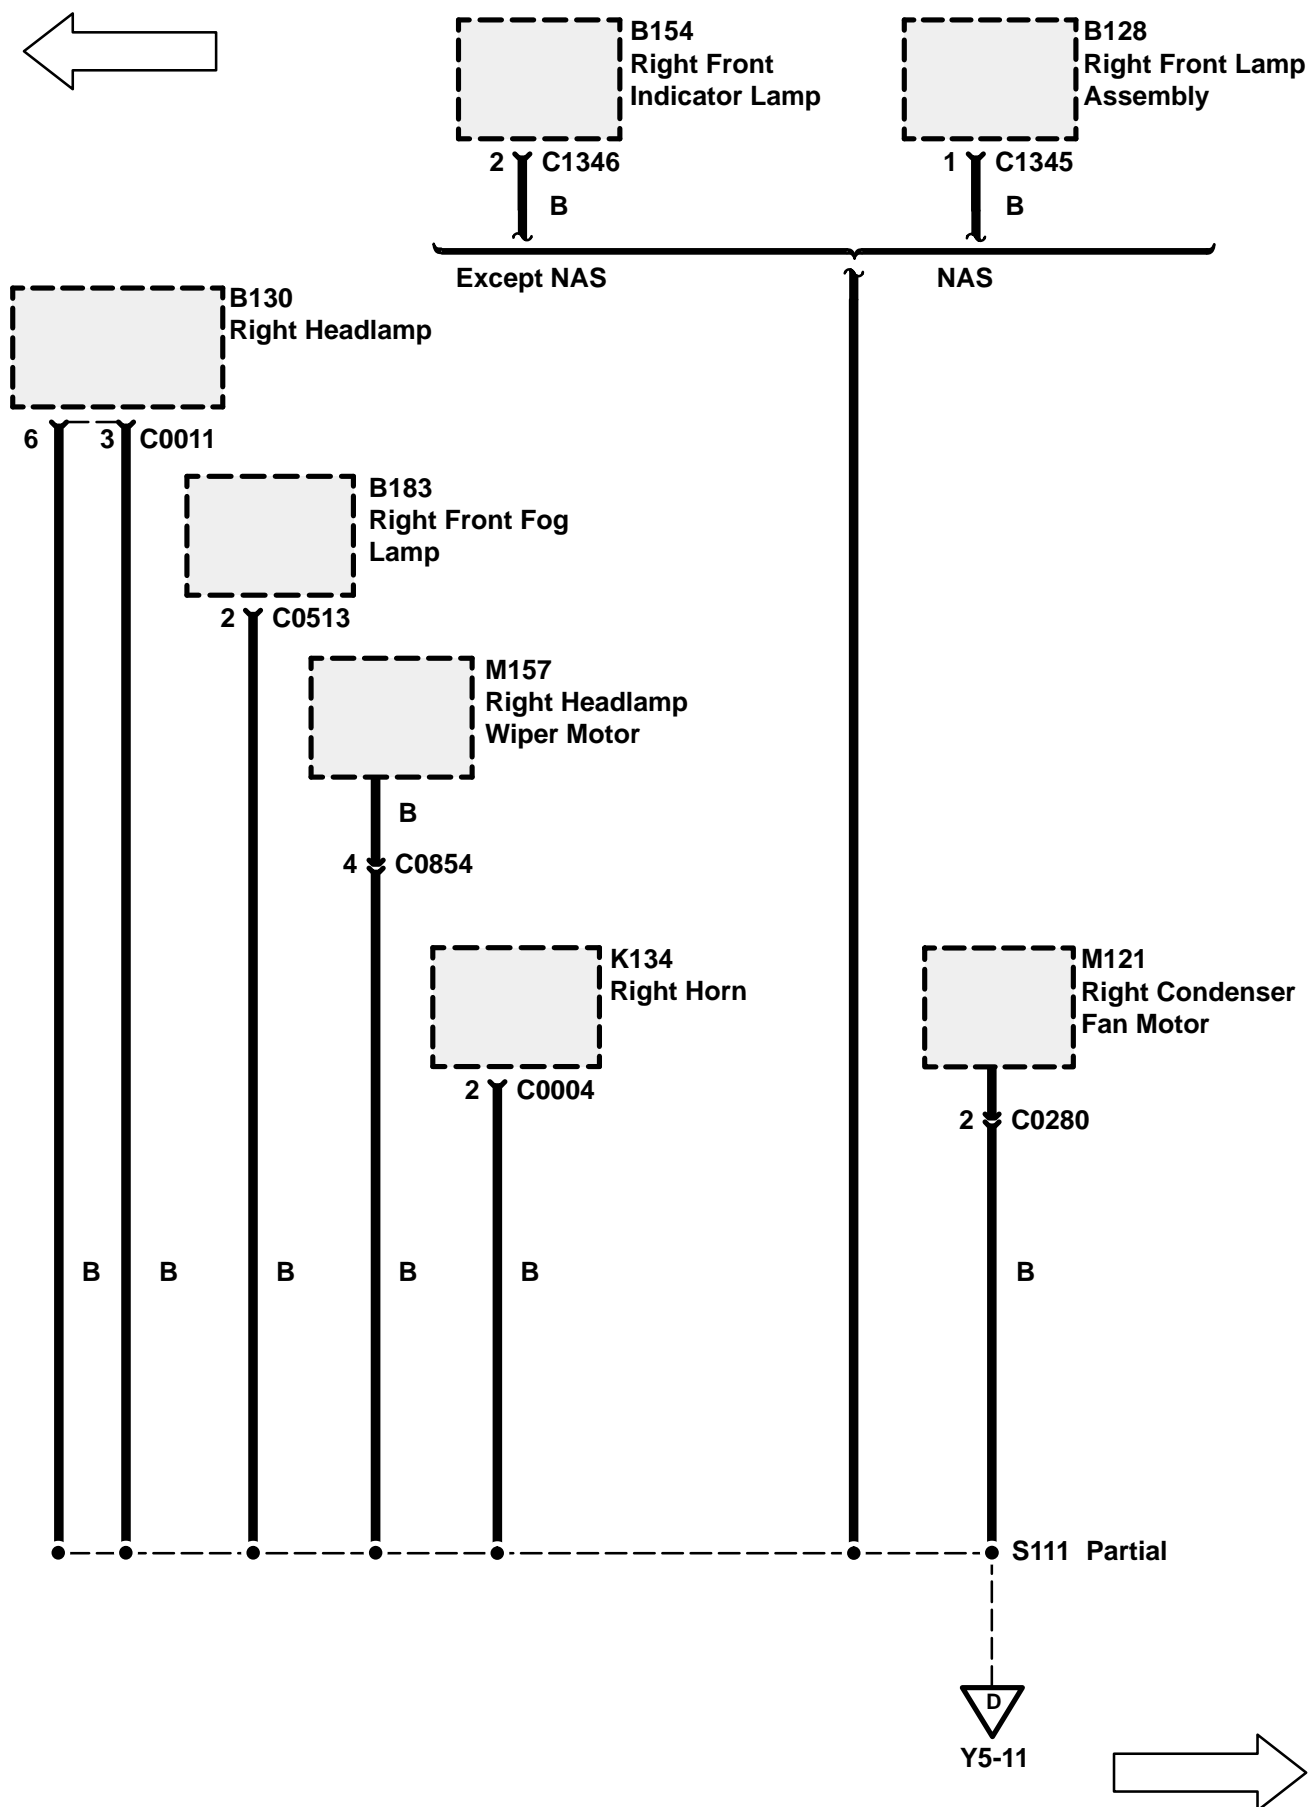 B154
Right Front
Indicator Lamp
B128
Right Front Lamp
Assembly
2 C1346
1 C1345
B
B
Except NAS
NAS
B130
Right Headlamp
6 3 C0011
B183
Right Front Fog
Lamp
2 C0513
M157
Right Headlamp
Wiper Motor
B
4 C0854
K134
Right Horn
M121
Right Condenser
Fan Motor
2 C0004
2 C0280
B B B B B B
S111 Partial
D
Y5-11